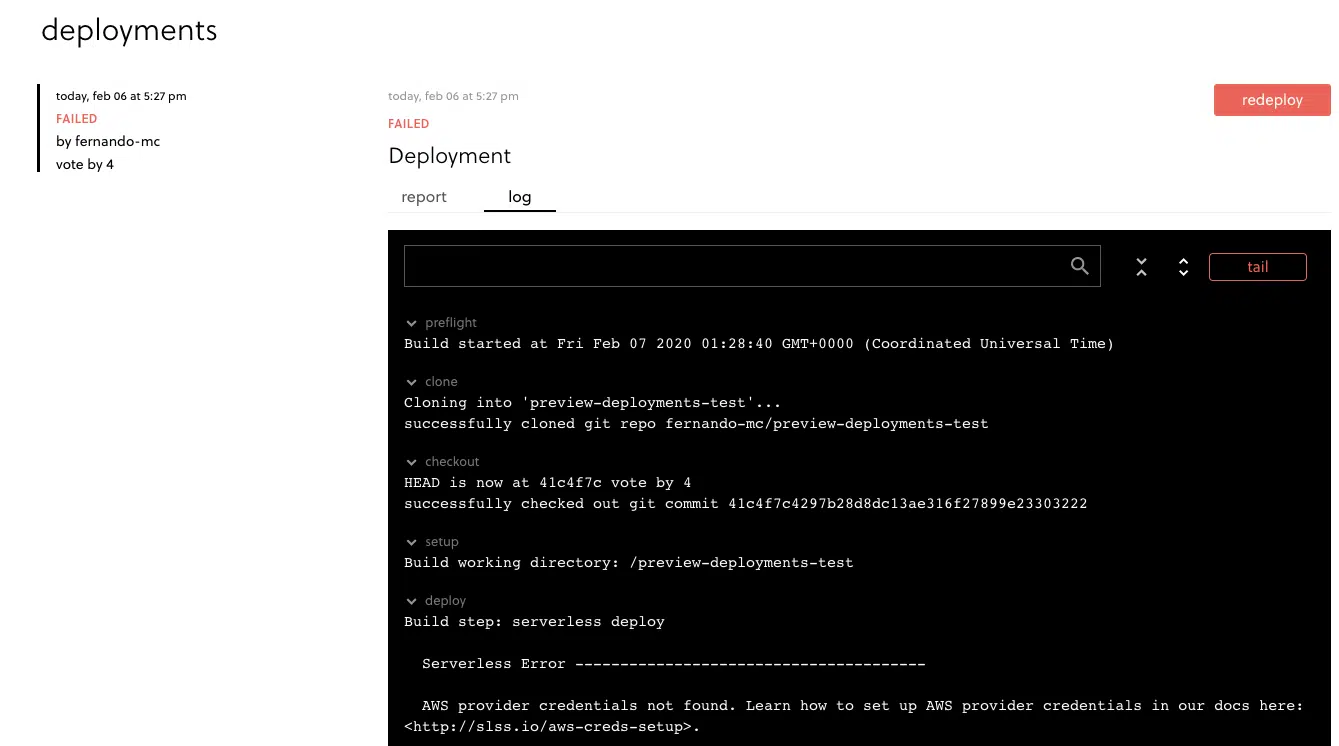 deployments
today, feb 06 at 5:27 pm
FAILED
by fernando-mc
vote by 4
today, feb 06 at 5:27 pm
redeploy
FAILED
Deployment
report log
tail
preflight
Build started at Fri Feb 07 2020 01:28:40 GMT+0000 (Coordinated Universal Time)
clone
Cloning into 'preview-deployments-test'...
successfully cloned git repo fernando-mc/preview-deployments-test
checkout
HEAD is now at 41c4f7c vote by 4
successfully checked out git commit 41c4f7c4297b28d8dc13ae316f27899e23303222
setup
Build working directory: /preview-deployments-test
deploy
Build step: serverless deploy
Serverless Error ---------------------------------------
AWS provider credentials not found. Learn how to set up AWS provider credentials in our docs here:
<http://slss.io/aws-creds-setup>.